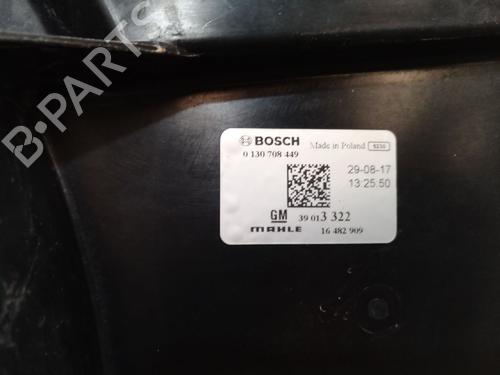 B-PARTS
BOSCH Made in Poland
0 130 708 449
29-08-17
13:25.50
GM 39 013 322
MAHLE 16 482 909